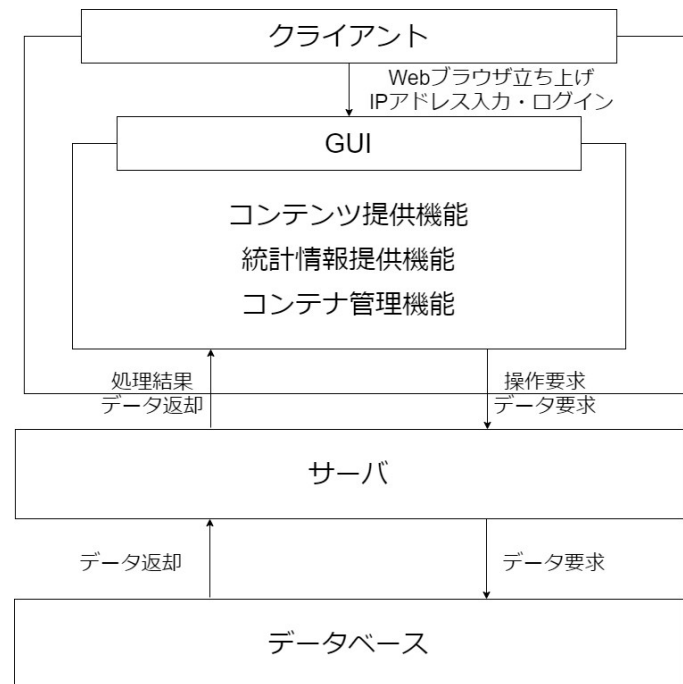 クライアント
Webブラウザ立ち上げ
IPアドレス入力・ログイン
GUI
コンテンツ提供機能
統計情報提供機能
コンテナ管理機能
処理結果
データ返却
操作要求
データ要求
サーバ
データ返却
データ要求
データベース